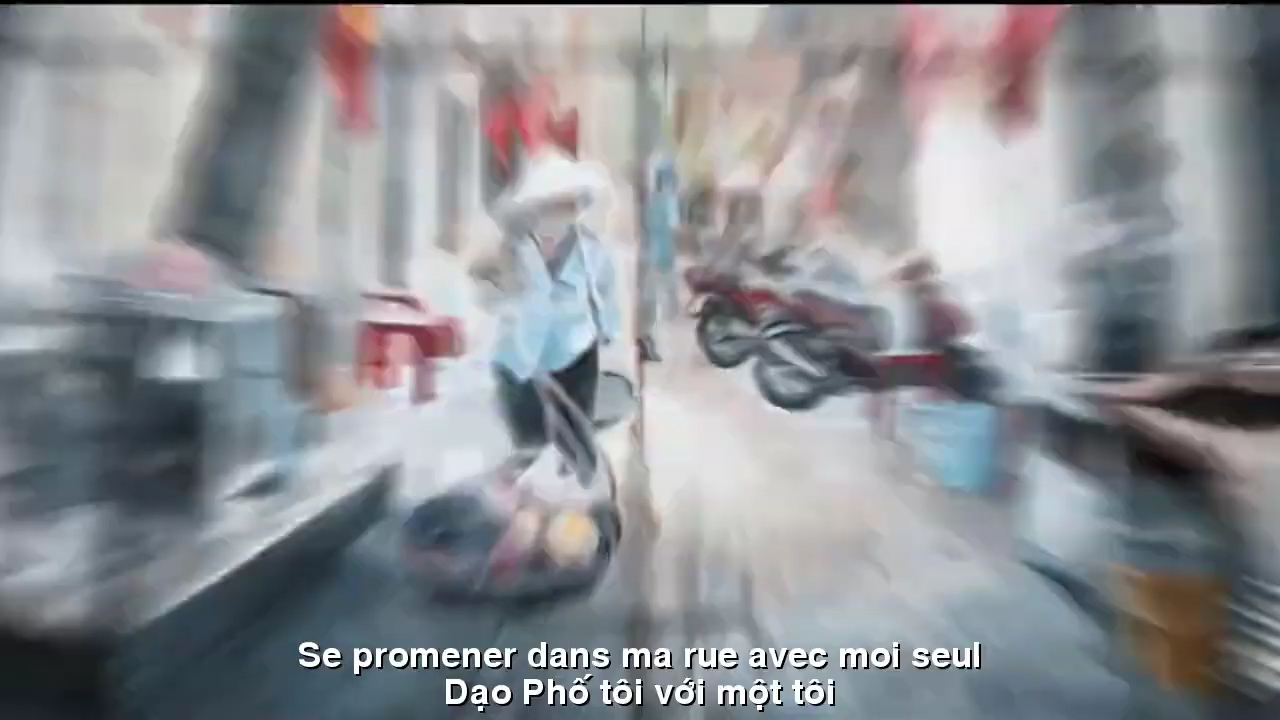 Se promener dans ma rue avec moi seul
Dạo Phố tôi với một tôi